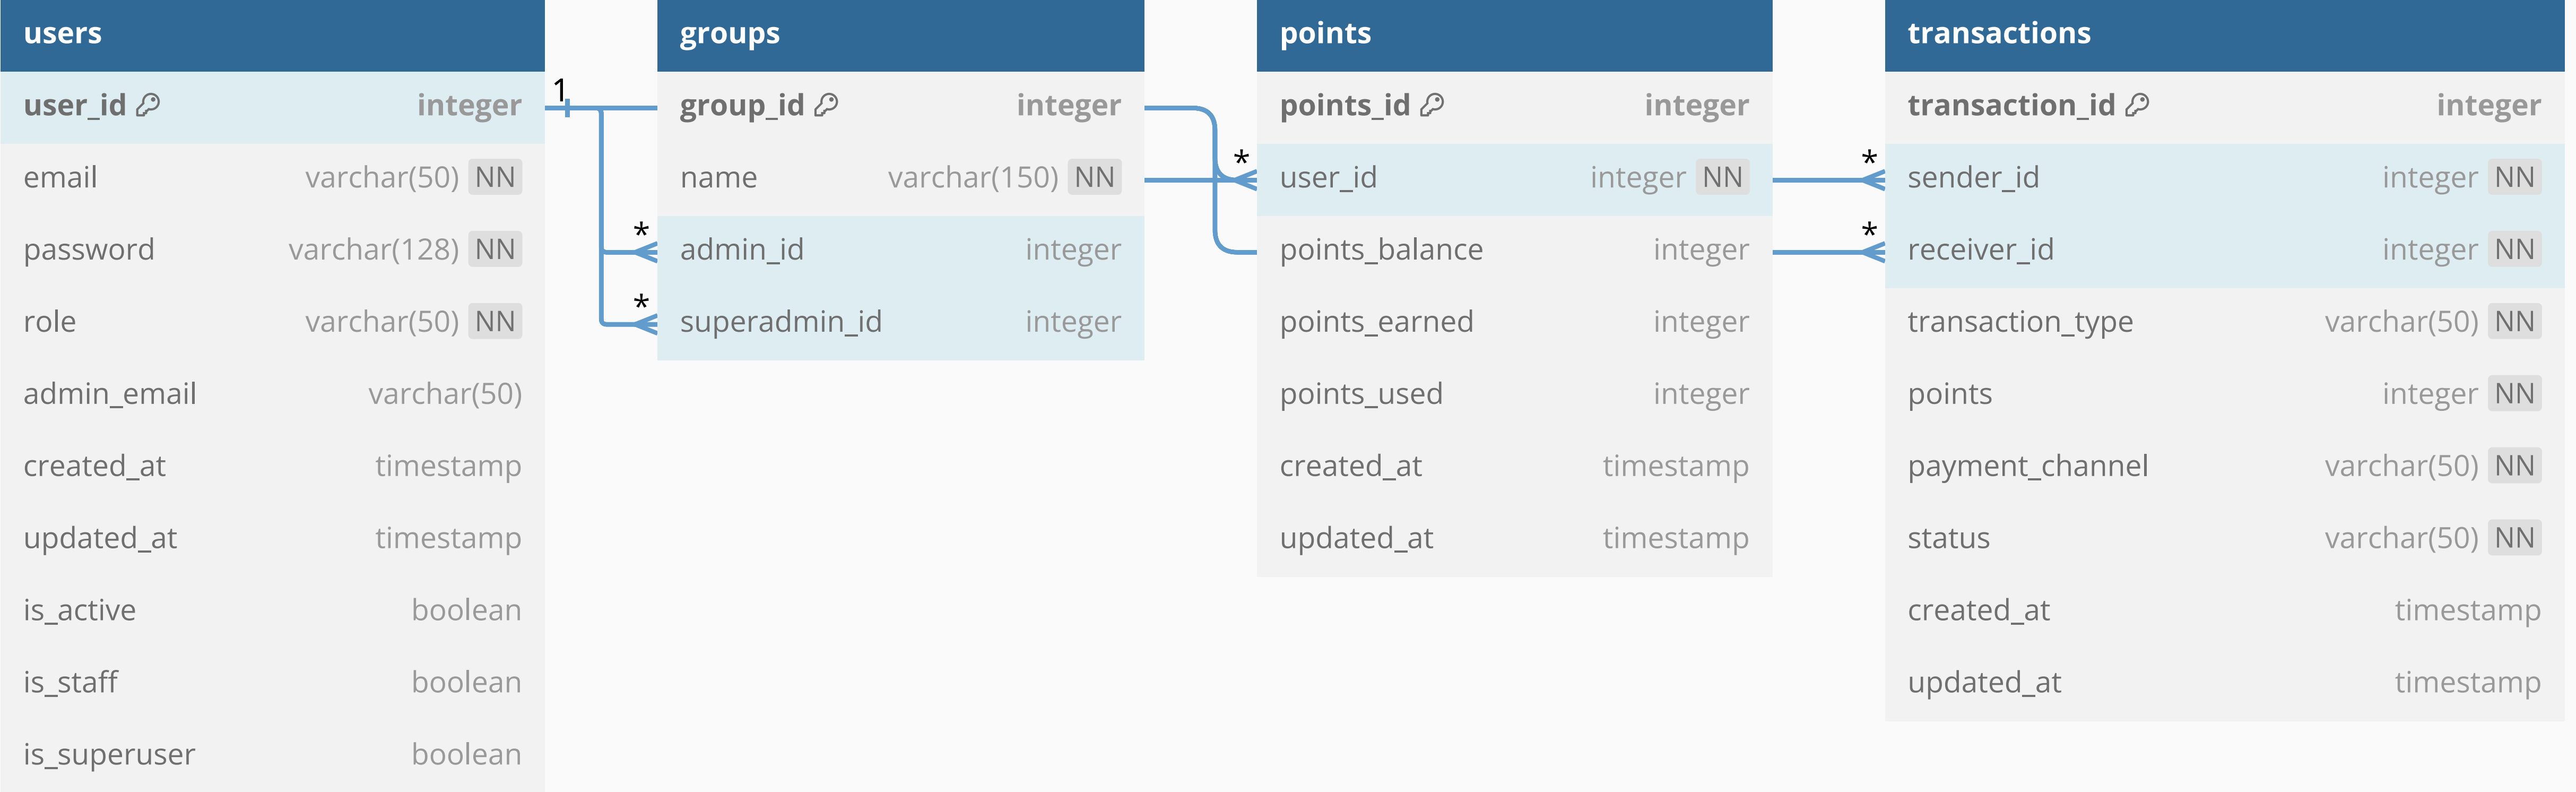 users
user_id integer
email varchar(50) NN
password varchar(128) NN
role varchar(50) NN
admin_email varchar(50)
created_at timestamp
updated_at timestamp
is_active boolean
is_staff boolean
is_superuser boolean
1
groups
group_id integer
name varchar(150) NN
*
admin_id integer
*
superadmin_id integer
points
points_id integer
*
user_id integer NN
points_balance integer
points_earned integer
points_used integer
created_at timestamp
updated_at timestamp
transactions
transaction_id integer
*
sender_id integer NN
*
receiver_id integer NN
transaction_type varchar(50) NN
points integer NN
payment_channel varchar(50) NN
status varchar(50) NN
created_at timestamp
updated_at timestamp